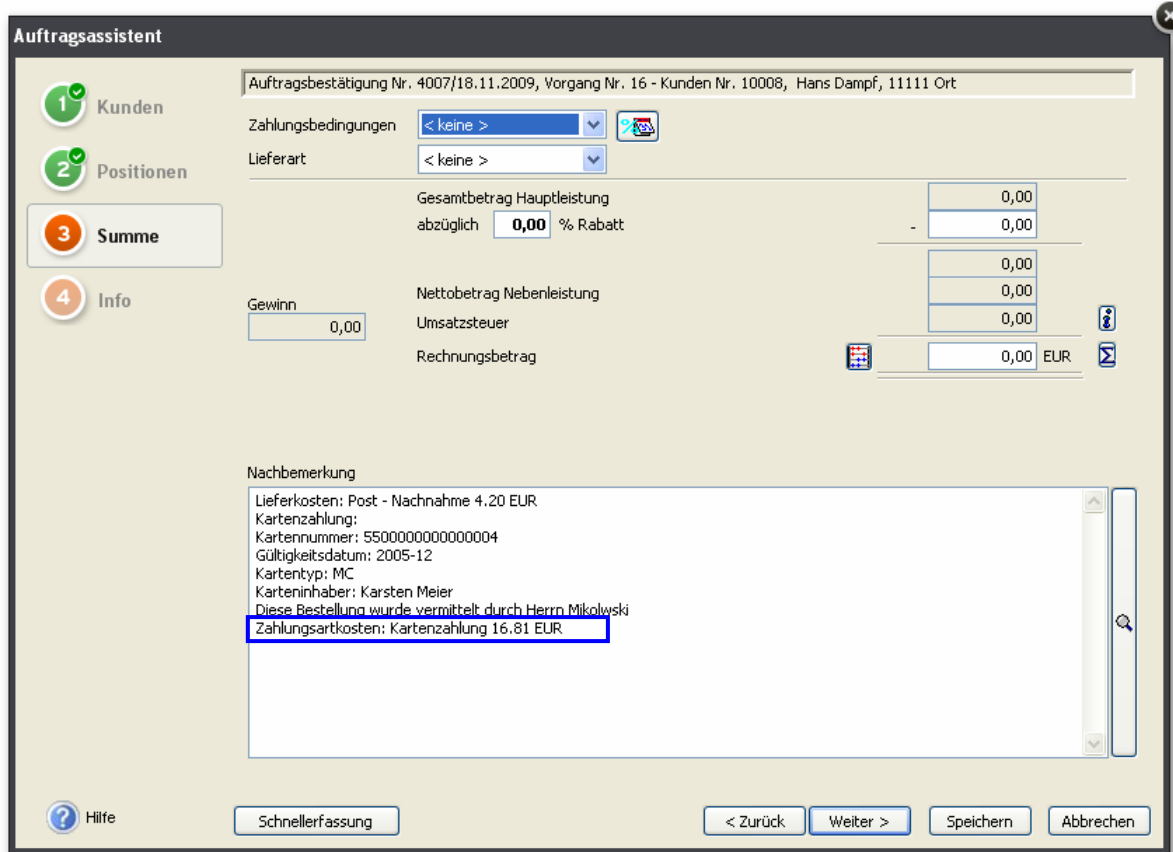 Auftragsassistent
1 Kunden
2 Positionen
3 Summe
4 Info
Auftragsbestätigung Nr. 4007/18.11.2009, Vorgang Nr. 16 - Kunden Nr. 10008, Hans Dampf, 11111 Ort
Zahlungsbedingungen < keine > %
Lieferart < keine >
Gesamtbetrag Hauptleistung 0,00
abzüglich 0,00 % Rabatt - 0,00
0,00
Nettobetrag Nebenleistung 0,00
Gewinn
0,00
Umsatzsteuer 0,00 i
Rechnungsbetrag 0,00 EUR Σ
Nachbemerkung
Lieferkosten: Post - Nachnahme 4.20 EUR
Kartenzahlung:
Kartennummer: 5500000000000004
Gültigkeitsdatum: 2005-12
Kartentyp: MC
Karteninhaber: Karsten Meier
Diese Bestellung wurde vermittelt durch Herrn Mikolwski
Zahlungsartkosten: Kartenzahlung 16.81 EUR
? Hilfe
Schnellerfassung
< Zurück
Weiter >
Speichern
Abbrechen